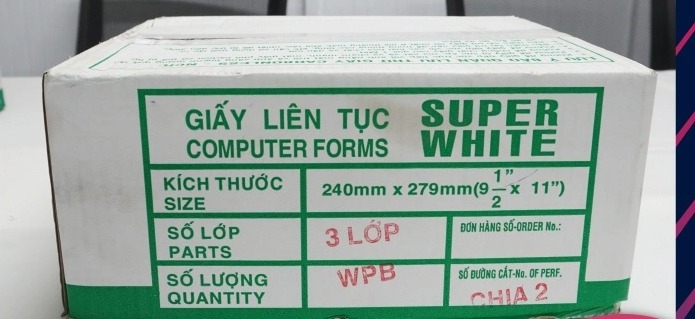 GIẤY LIÊN TỤC
COMPUTER FORMS
SUPER
WHITE
KÍCH THƯỚC
SIZE
240mm x 279mm(9 1/2" x 11")
SỐ LỚP
PARTS
3 LỚP
ĐƠN HÀNG SỐ-ORDER No.:
SỐ LƯỢNG
QUANTITY
WPB
SỐ ĐƯỜNG CẮT-No. OF PERF.
CHIA 2